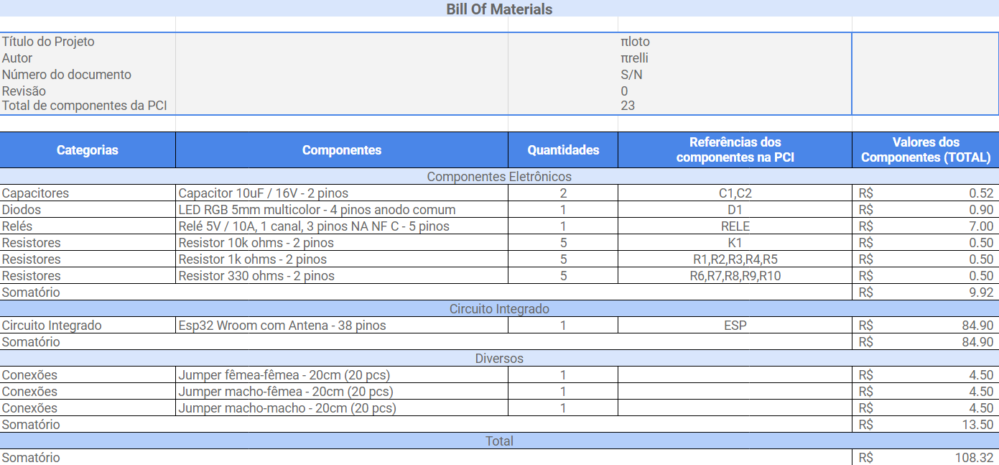 Bill Of Materials
Título do Projeto πloto
Autor πrelli
Número do documento S/N
Revisão 0
Total de componentes da PCI 23
Categorias Componentes Quantidades Referências dos componentes na PCI Valores dos Componentes (TOTAL)
Componentes Eletrônicos
Capacitores Capacitor 10uF / 16V - 2 pinos 2 C1,C2 R$ 0.52
Diodos LED RGB 5mm multicolor - 4 pinos anodo comum 1 D1 R$ 0.90
Relés Relé 5V / 10A, 1 canal, 3 pinos NA NF C - 5 pinos 1 RELE R$ 7.00
Resistores Resistor 10k ohms - 2 pinos 5 K1 R$ 0.50
Resistores Resistor 1k ohms - 2 pinos 5 R1,R2,R3,R4,R5 R$ 0.50
Resistores Resistor 330 ohms - 2 pinos 5 R6,R7,R8,R9,R10 R$ 0.50
Somatório R$ 9.92
Circuito Integrado
Circuito Integrado Esp32 Wroom com Antena - 38 pinos 1 ESP R$ 84.90
Somatório R$ 84.90
Diversos
Conexões Jumper fêmea-fêmea - 20cm (20 pcs) 1 R$ 4.50
Conexões Jumper macho-fêmea - 20cm (20 pcs) 1 R$ 4.50
Conexões Jumper macho-macho - 20cm (20 pcs) 1 R$ 4.50
Somatório R$ 13.50
Total
Somatório R$ 108.32